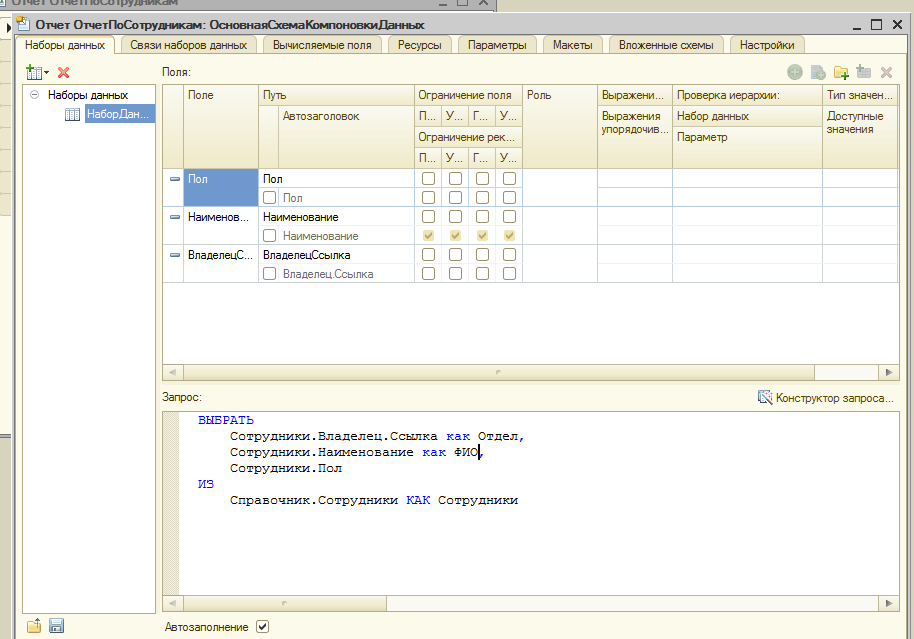 Отчет ОтчетПоСотрудникам
Отчет ОтчетПоСотрудникам: ОсновнаяСхемаКомпоновкиДанных
Наборы данных
Связи наборов данных
Вычисляемые поля
Ресурсы
Параметры
Макеты
Вложенные схемы
Настройки
Поля:
Наборы данных
НаборДан...
Поле
Путь
Ограничение поля
Роль
Выражени...
Проверка иерархии:
Тип значен...
Автозаголовок
П...
У...
Г...
У...
Выражения упорядочив...
Набор данных
Доступные значения
Ограничение рек...
Параметр
П...
У...
Г...
У...
Пол
Пол
Пол
Наименов...
Наименование
Наименование
ВладелецС...
ВладелецСсылка
Владелец.Ссылка
Запрос:
Конструктор запроса...
ВЫБРАТЬ
Сотрудники.Владелец.Ссылка как Отдел,
Сотрудники.Наименование как ФИО,
Сотрудники.Пол
ИЗ
Справочник.Сотрудники КАК Сотрудники
Автозаполнение